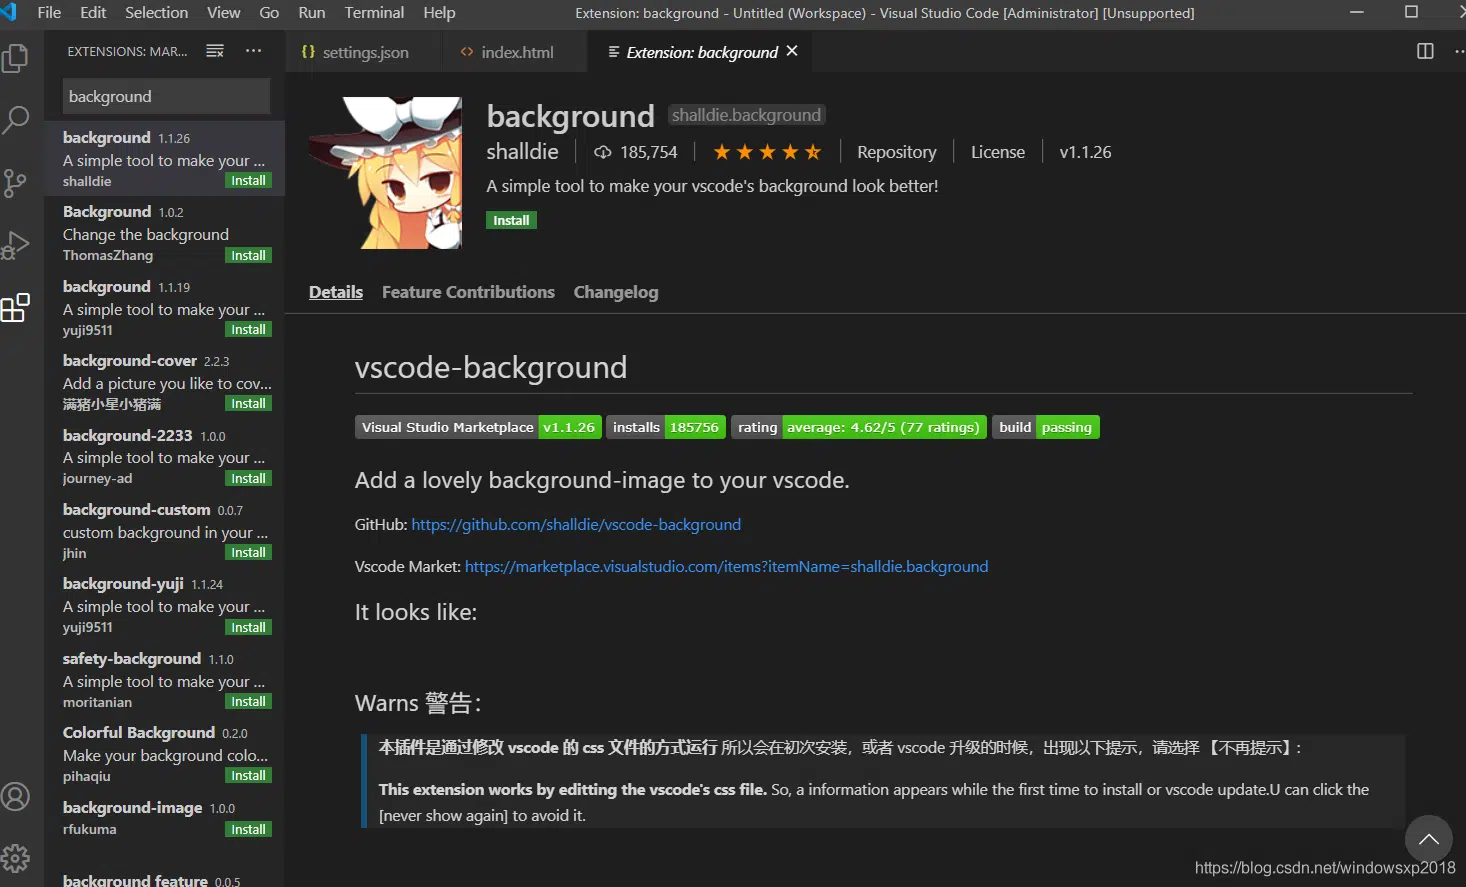 File Edit Selection View Go Run Terminal Help
Extension: background - Untitled (Workspace) - Visual Studio Code [Administrator] [Unsupported]
EXTENSIONS: MAR...
settings.json
index.html
Extension: background
background
background 1.1.26
A simple tool to make your ...
shalldie
Install
Background 1.0.2
Change the background
ThomasZhang
Install
background 1.1.19
A simple tool to make your ...
yuji9511
Install
background-cover 2.2.3
Add a picture you like to cov...
满猪小星小猪满
Install
background-2233 1.0.0
A simple tool to make your ...
journey-ad
Install
background-custom 0.0.7
custom background in your ...
jhin
Install
background-yuji 1.1.24
A simple tool to make your ...
yuji9511
Install
safety-background 1.1.0
A simple tool to make your ...
moritanian
Install
Colorful Background 0.2.0
Make your background colo...
pihaqiu
Install
background-image 1.0.0
rfukuma
Install
background feature 0.0.5
background shalldie.background
shalldie 185,754 Repository License v1.1.26
A simple tool to make your vscode's background look better!
Install
Details Feature Contributions Changelog
vscode-background
Visual Studio Marketplace v1.1.26 installs 185756 rating average: 4.62/5 (77 ratings) build passing
Add a lovely background-image to your vscode.
GitHub: https://github.com/shalldie/vscode-background
Vscode Market: https://marketplace.visualstudio.com/items?itemName=shalldie.background
It looks like:
Warns 警告:
本插件是通过修改 vscode 的 css 文件的方式运行 所以会在初次安装，或者 vscode 升级的时候，出现以下提示，请选择 【不再提示】:
This extension works by editting the vscode's css file. So, a information appears while the first time to install or vscode update.U can click the
[never show again] to avoid it.
https://blog.csdn.net/windowsxp2018